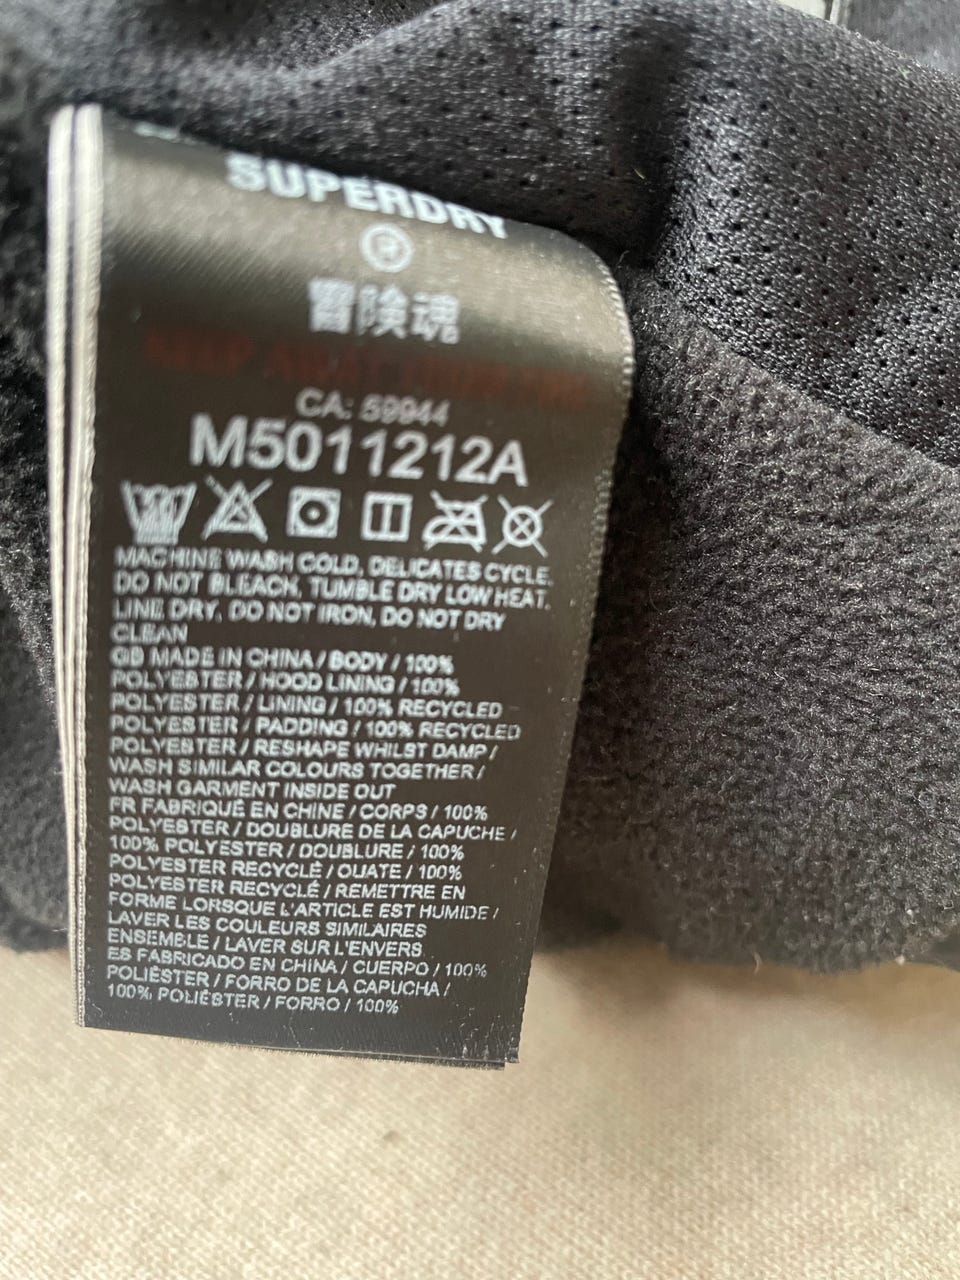 SUPERDRY
®
冒険魂
KEEP AWAY FROM FIRE
CA: 59944
M5011212A
30
MACHINE WASH COLD, DELICATES CYCLE.
DO NOT BLEACH, TUMBLE DRY LOW HEAT.
LINE DRY, DO NOT IRON, DO NOT DRY
CLEAN
GB MADE IN CHINA / BODY / 100%
POLYESTER / HOOD LINING / 100%
POLYESTER / LINING / 100% RECYCLED
POLYESTER / PADDING / 100% RECYCLED
POLYESTER / RESHAPE WHILST DAMP /
WASH SIMILAR COLOURS TOGETHER /
WASH GARMENT INSIDE OUT
FR FABRIQUÉ EN CHINE / CORPS / 100%
POLYESTER / DOUBLURE DE LA CAPUCHE /
100% POLYESTER / DOUBLURE / 100%
POLYESTER RECYCLÉ / OUATE / 100%
POLYESTER RECYCLÉ / REMETTRE EN
FORME LORSQUE L'ARTICLE EST HUMIDE /
LAVER LES COULEURS SIMILAIRES
ENSEMBLE / LAVER SUR L'ENVERS
ES FABRICADO EN CHINA / CUERPO / 100%
POLIÉSTER / FORRO DE LA CAPUCHA /
100% POLIÉSTER / FORRO / 100%